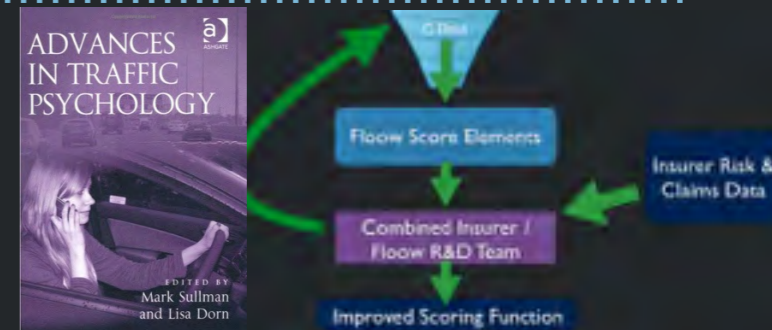 ADVANCES
IN TRAFFIC
PSYCHOLOGY
a
ASHGATE
EDITED BY
Mark Sullman
and Lisa Dorn
Floow Score Elements
Combined Insurer /
Floow R&D Team
Improved Scoring Function
Insurer Risk &
Claims Data